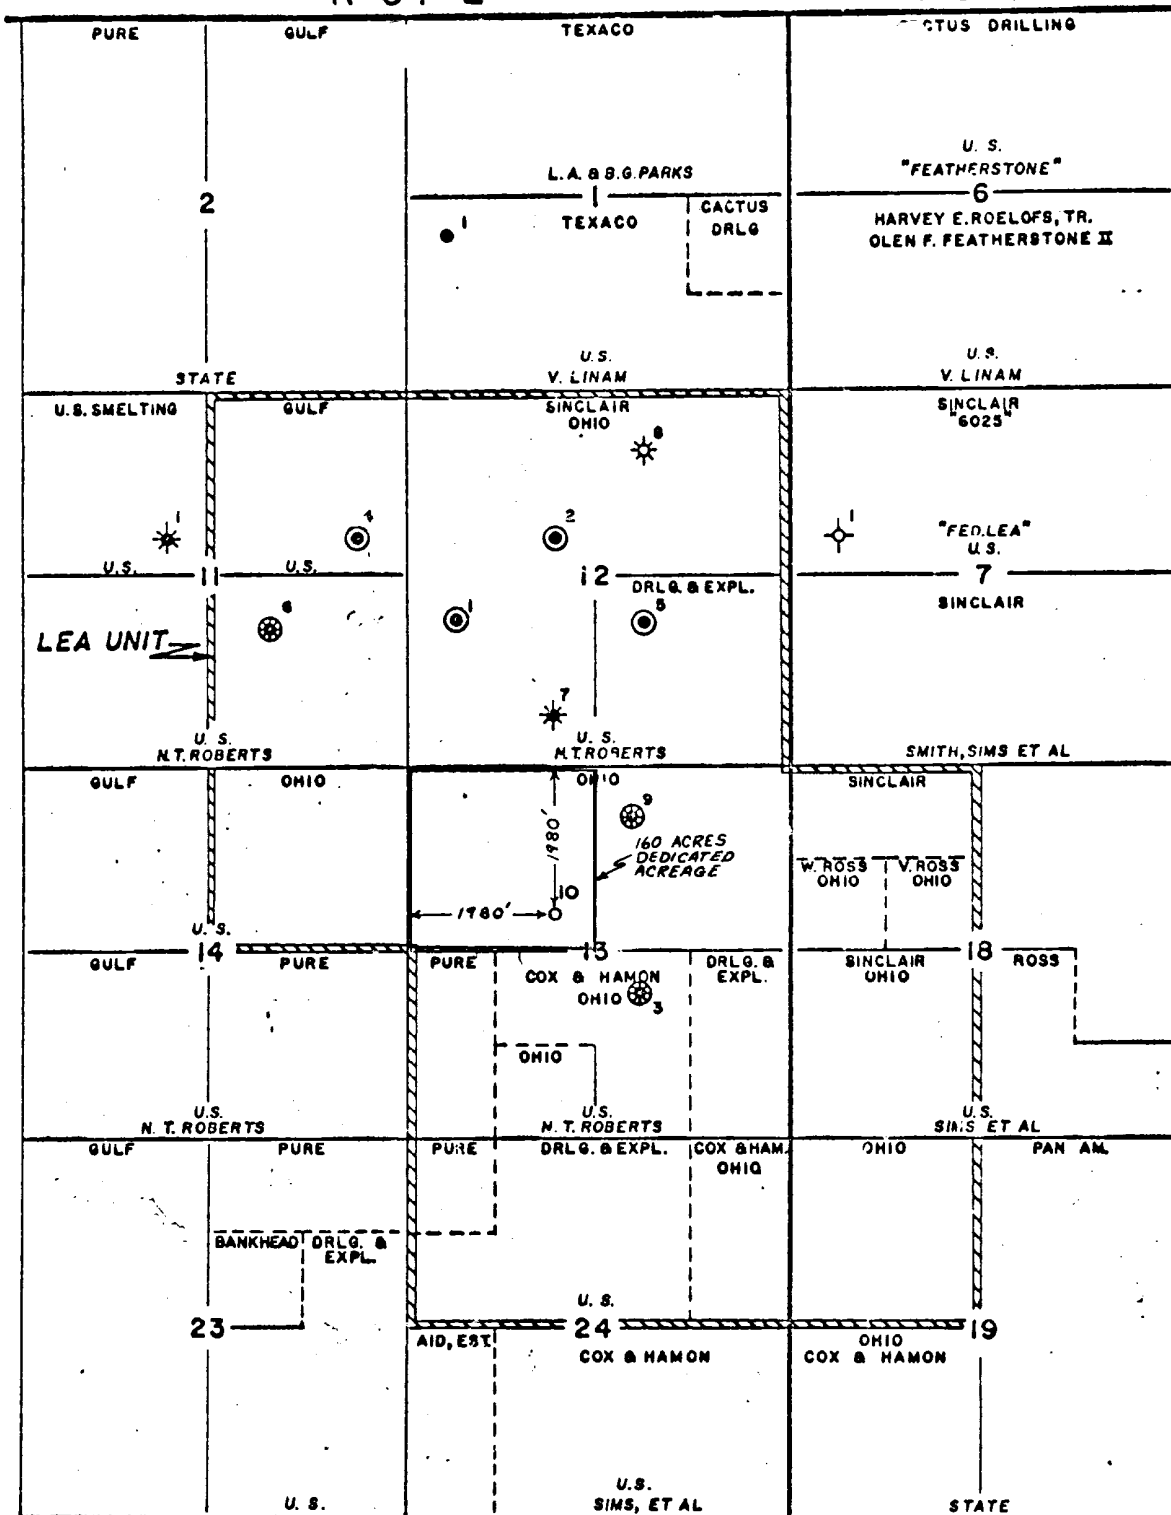 PURE GULF TEXACO CTUS DRILLING
U. S.
"FEATHERSTONE"
L.A. & B.G. PARKS
2 1 6
TEXACO
CACTUS
DRLG
HARVEY E. ROELOFS, TR.
OLEN F. FEATHERSTONE II
1
STATE
U.S.
V. LINAM
U.S.
V. LINAM
U.S. SMELTING GULF SINCLAIR
OHIO
SINCLAIR
"6025"
8
1 4 2 1
"FED. LEA"
U.S.
U.S. 11 U.S. 12 DRLG. & EXPL. 7
SINCLAIR
6 1 5
LEA UNIT
7
U.S.
N.T. ROBERTS
U.S.
N.T. ROBERTS
SMITH, SIMS ET AL
GULF OHIO OHIO SINCLAIR
9
1980'
160 ACRES
DEDICATED
ACREAGE
W. ROSS
OHIO
V. ROSS
OHIO
10
1980'
U.S.
14 13 18
GULF PURE PURE
COX & HAMON
OHIO
DRLG. &
EXPL.
SINCLAIR
OHIO
ROSS
3
OHIO
U.S.
N. T. ROBERTS
U.S.
N. T. ROBERTS
U.S.
SIMS ET AL
GULF PURE PURE DRLG. & EXPL.
COX & HAM.
OHIO
OHIO PAN AM.
BANKHEAD DRLG. &
EXPL.
U.S.
23 24 19
AID, EST.
COX & HAMON
OHIO
COX & HAMON
U.S.
U.S.
SIMS, ET AL
STATE